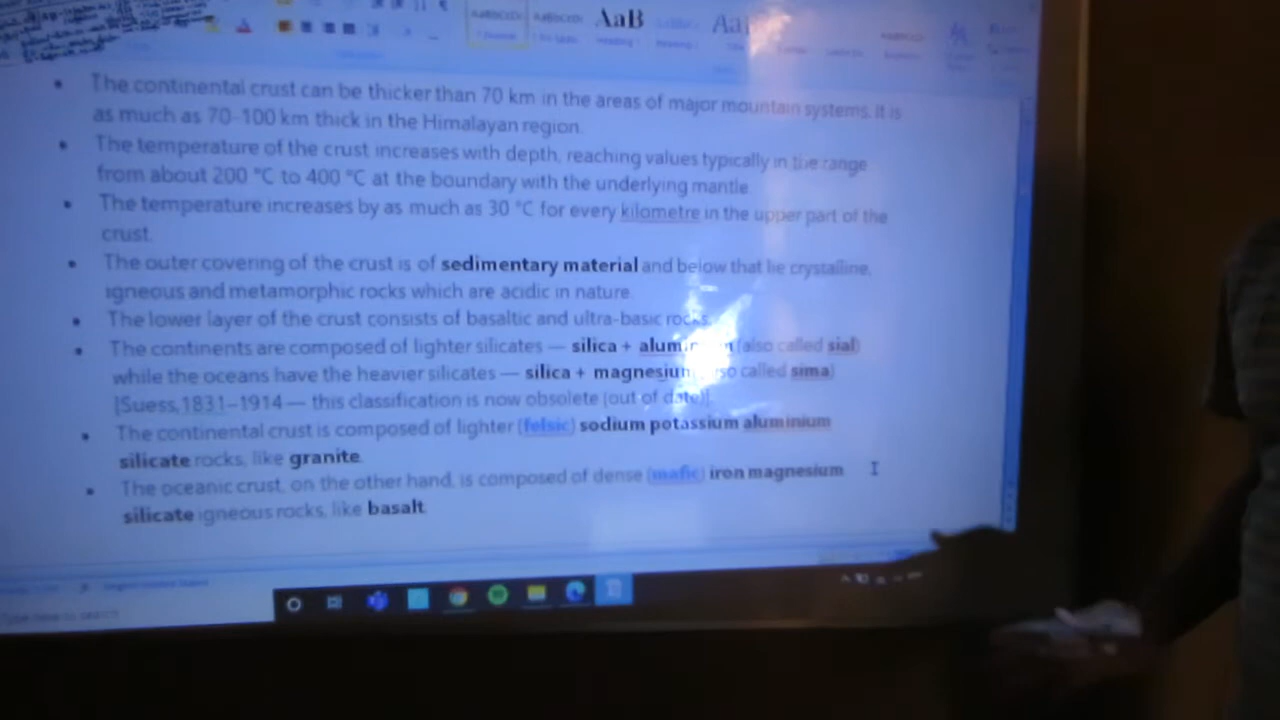 AaB
The continental crust can be thicker than 70 km in the areas of major mountain systems. It is
as much as 70-100 km thick in the Himalayan region.
The temperature of the crust increases with depth, reaching values typically in the range
from about 200 °C to 400 °C at the boundary with the underlying mantle.
The temperature increases by as much as 30 °C for every kilometre in the upper part of the
crust.
The outer covering of the crust is of sedimentary material and below that lie crystalline,
igneous and metamorphic rocks which are acidic in nature.
The lower layer of the crust consists of basaltic and ultra-basic rocks.
The continents are composed of lighter silicates — silica + (also called sial)
while the oceans have the heavier silicates — silica + magnesium called sima)
[Suess,1831–1914 — this classification is now obsolete (out of date)].
The continental crust is composed of lighter (felsic) sodium potassium aluminium
silicate rocks, like granite.
The oceanic crust, on the other hand, is composed of dense (mafic) iron magnesium
silicate igneous rocks, like basalt.